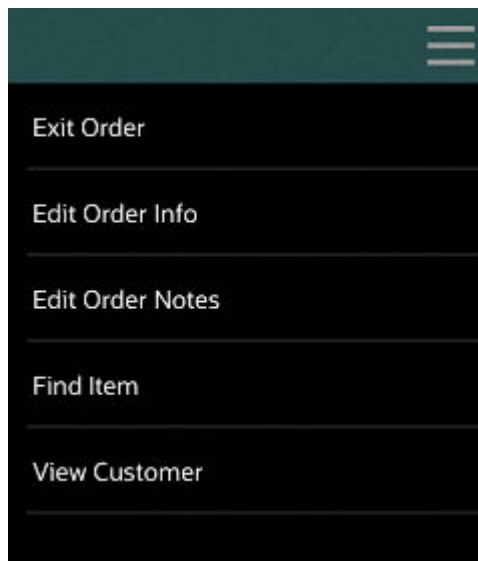 Exit Order
Edit Order Info
Edit Order Notes
Find Item
View Customer